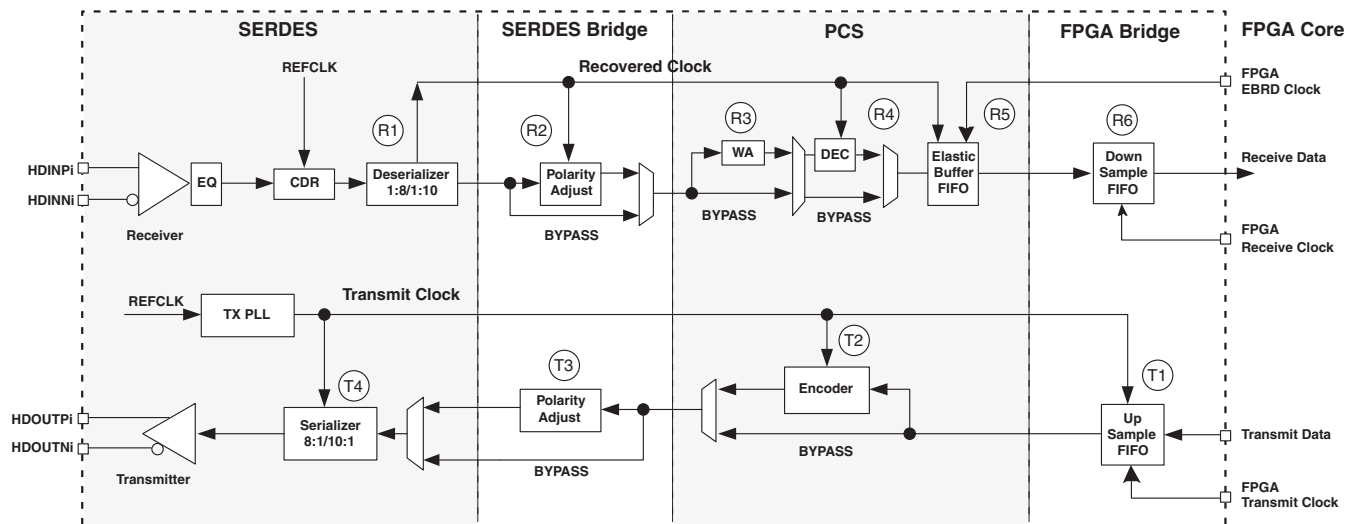 SERDES
SERDES Bridge
PCS
FPGA Bridge
FPGA Core
REFCLK
Recovered Clock
FPGA
EBRD Clock
R1
R2
R3
R4
R5
R6
HDINPi
HDINNi
EQ
CDR
Deserializer
1:8/1:10
Polarity
Adjust
WA
DEC
Elastic
Buffer
FIFO
Down
Sample
FIFO
Receive Data
BYPASS
BYPASS
BYPASS
Receiver
FPGA
Receive Clock
REFCLK
TX PLL
Transmit Clock
T4
T3
T2
T1
HDOUTPi
HDOUTNi
Serializer
8:1/10:1
Polarity
Adjust
Encoder
Up
Sample
FIFO
Transmit Data
BYPASS
BYPASS
Transmitter
FPGA
Transmit Clock